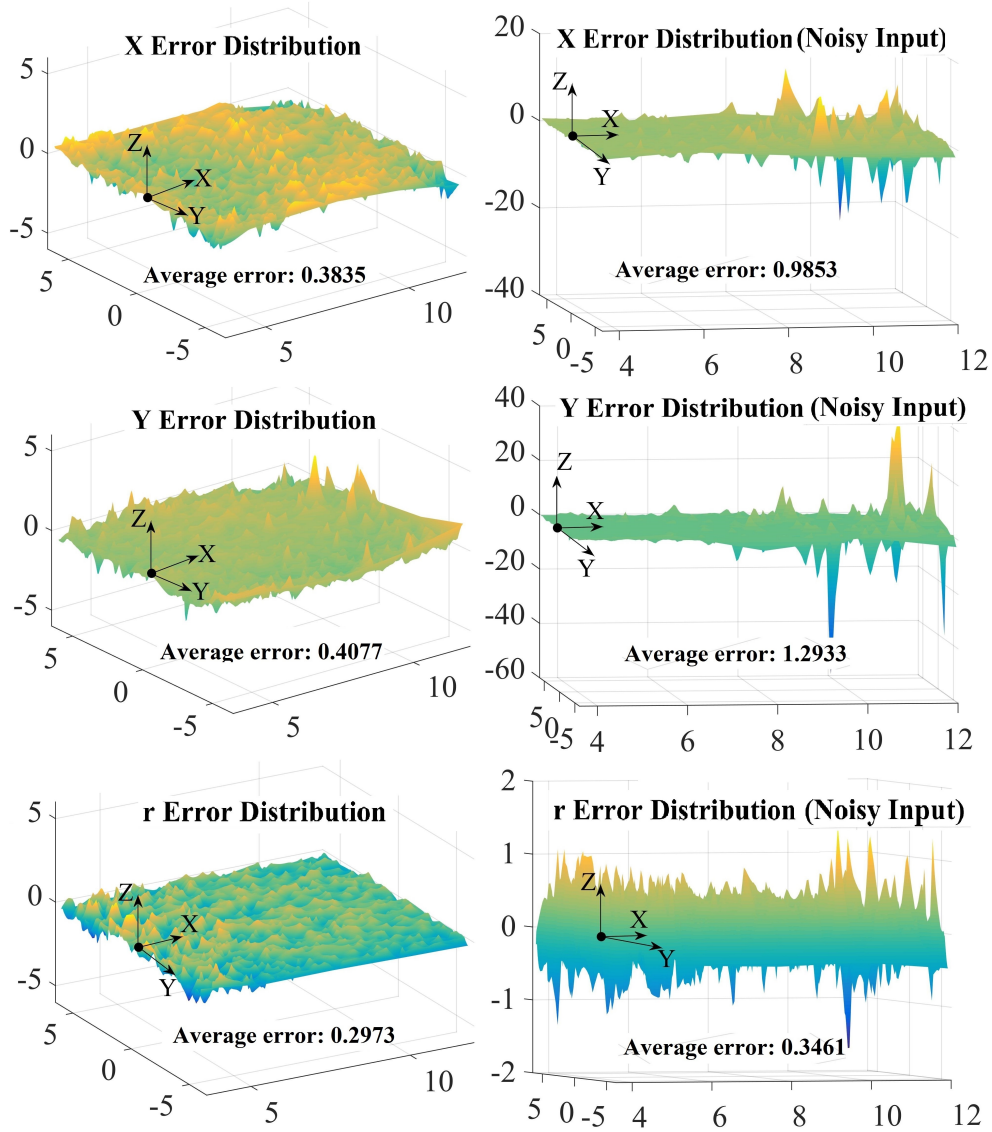 X Error Distribution
5
0
-5
Z
X
Y
Average error: 0.3835
5
0
-5
5
10
X Error Distribution (Noisy Input)
20
0
-20
-40
Z
X
Y
Average error: 0.9853
5
0
-5
4
6
8
10
12
Y Error Distribution
5
0
-5
Z
X
Y
Average error: 0.4077
5
0
-5
5
10
Y Error Distribution (Noisy Input)
40
20
0
-20
-40
-60
Z
X
Y
Average error: 1.2933
5
0
-5
4
6
8
10
12
r Error Distribution
5
0
-5
Z
X
Y
Average error: 0.2973
5
0
-5
5
10
r Error Distribution (Noisy Input)
2
1
0
-1
-2
Z
X
Y
Average error: 0.3461
5
0
-5
4
6
8
10
12